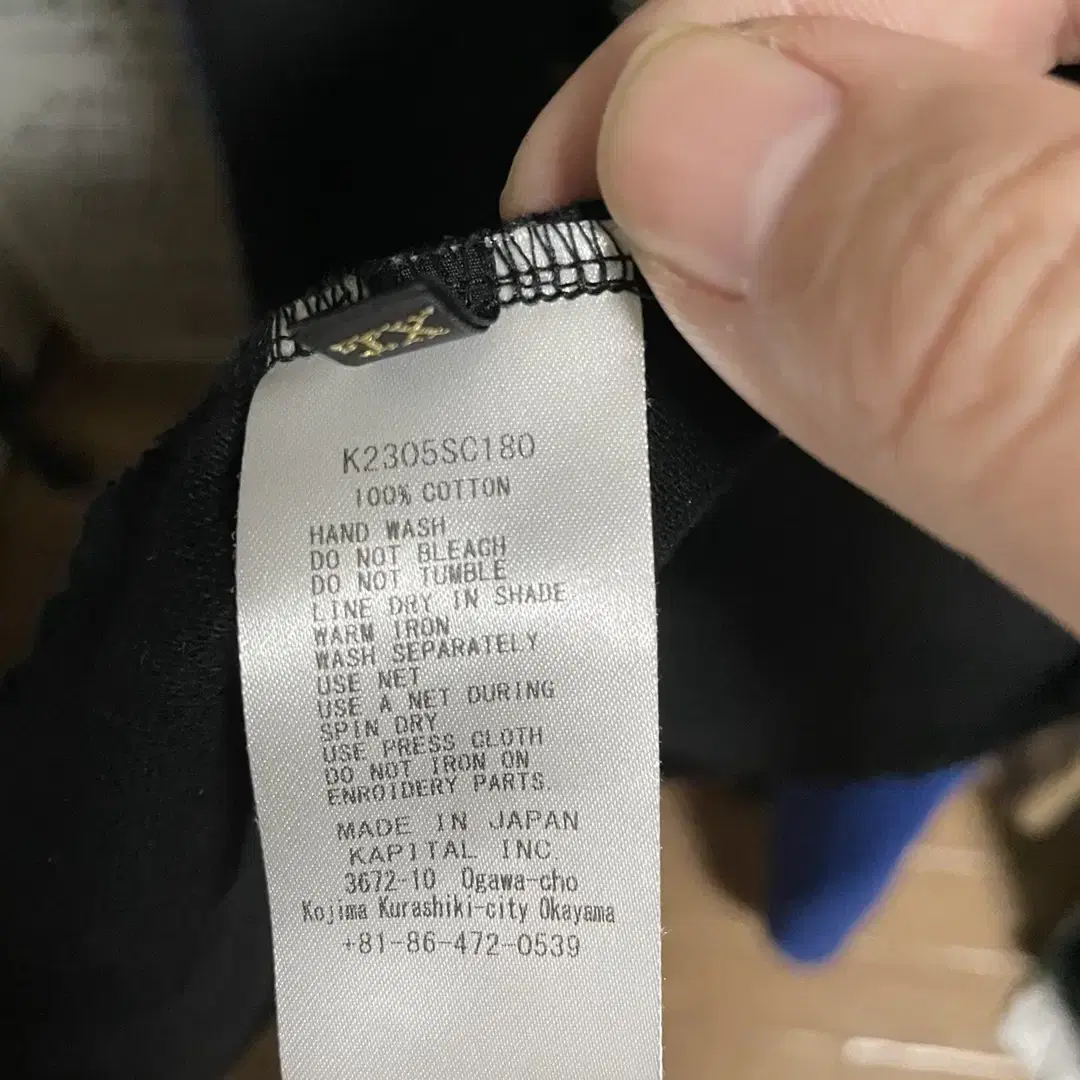 XL
K2305SC180
100% COTTON
HAND WASH
DO NOT BLEACH
DO NOT TUMBLE
LINE DRY IN SHADE
WARM IRON
WASH SEPARATELY
USE NET
USE A NET DURING
SPIN DRY
USE PRESS CLOTH
DO NOT IRON ON
ENROIDERY PARTS.
MADE IN JAPAN
KAPITAL INC.
3672-10 Ogawa-cho
Kojima Kurashiki-city Okayama
+81-86-472-0539